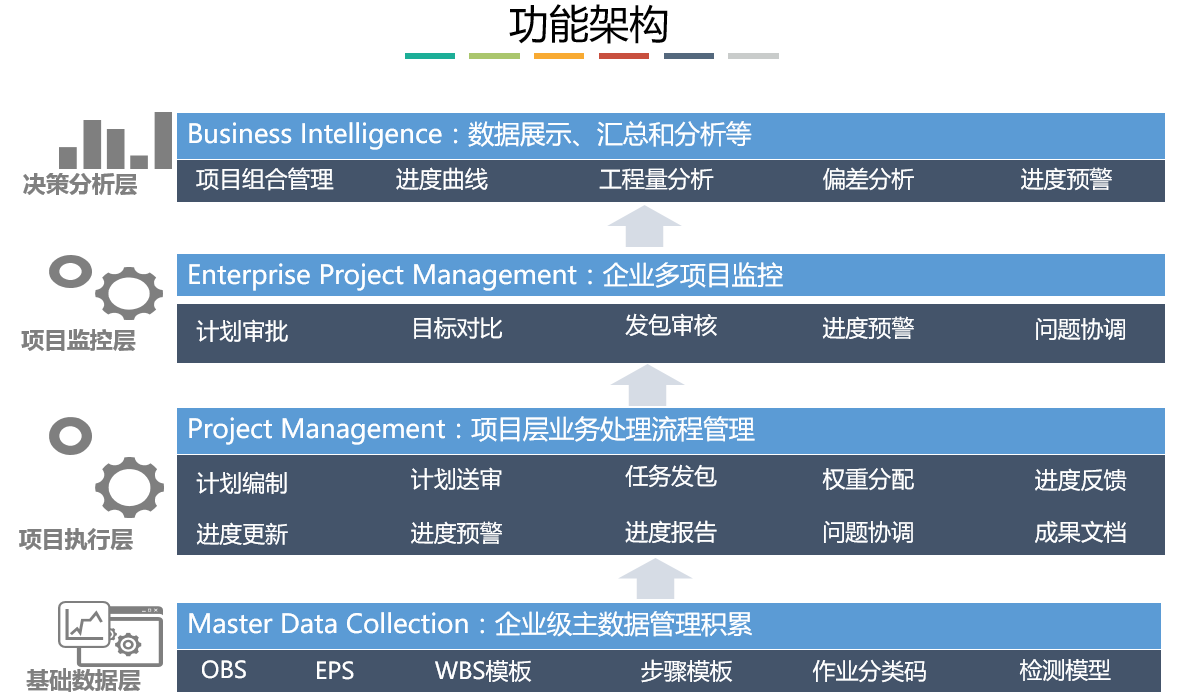 功能架构
Business Intelligence：数据展示、汇总和分析等
决策分析层
项目组合管理 进度曲线 工程量分析 偏差分析 进度预警
Enterprise Project Management：企业多项目监控
项目监控层
计划审批 目标对比 发包审核 进度预警 问题协调
Project Management：项目层业务处理流程管理
计划编制 计划送审 任务发包 权重分配 进度反馈
项目执行层
进度更新 进度预警 进度报告 问题协调 成果文档
Master Data Collection：企业级主数据管理积累
基础数据层
OBS EPS WBS模板 步骤模板 作业分类码 检测模型